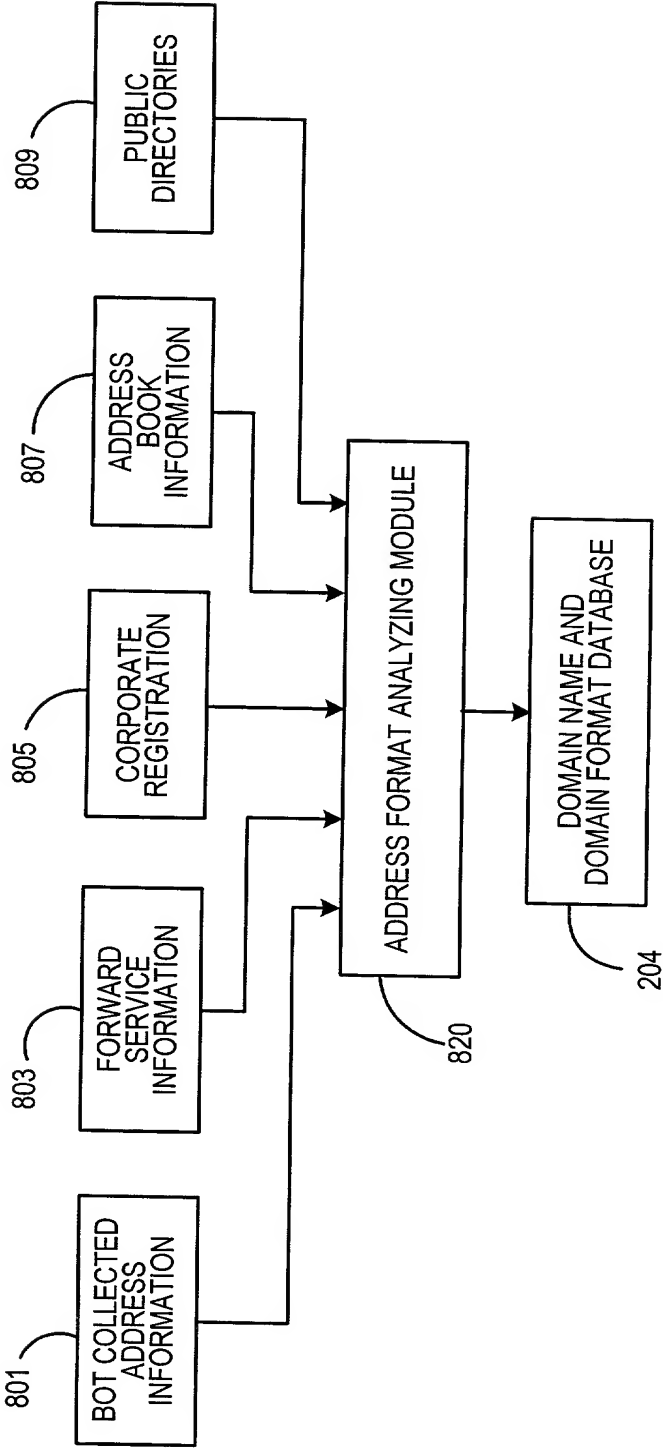 801
BOT COLLECTED
ADDRESS
INFORMATION
803
FORWARD
SERVICE
INFORMATION
805
CORPORATE
REGISTRATION
807
ADDRESS
BOOK
INFORMATION
809
PUBLIC
DIRECTORIES
820
ADDRESS FORMAT ANALYZING MODULE
204
DOMAIN NAME AND
DOMAIN FORMAT DATABASE